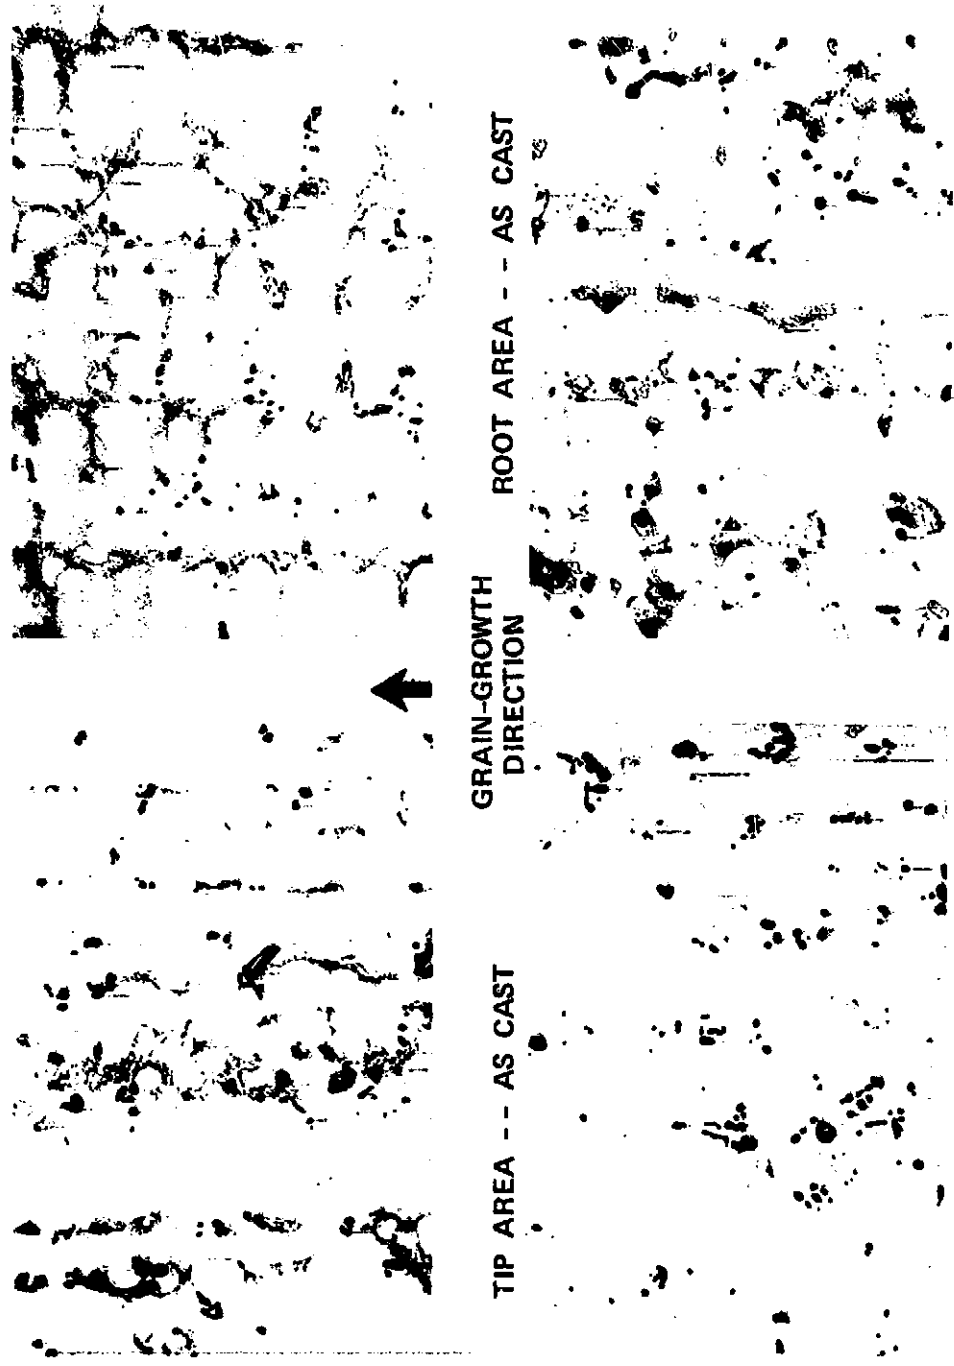 TIP AREA - - AS CAST
GRAIN-GROWTH
DIRECTION
ROOT AREA - - AS CAST